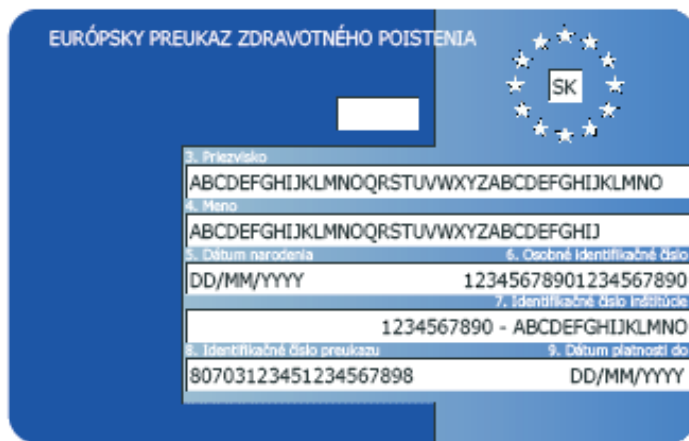 EURÓPSKY PREUKAZ ZDRAVOTNÉHO POISTENIA
SK
3. Priezvisko
ABCDEFGHIJKLMNOQRSTUVWXYZABCDEFGHIJKLMNO
4. Meno
ABCDEFGHIJKLMNOQRSTUVWXYZABCDEFGHIJ
5. Dátum narodenia 6. Osobné identifikačné číslo
DD/MM/YYYY 12345678901234567890
7. Identifikačné číslo inštitúcie
1234567890 - ABCDEFGHIJKLMNO
8. Identifikačné číslo preukazu 9. Dátum platnosti do
80703123451234567898 DD/MM/YYYY